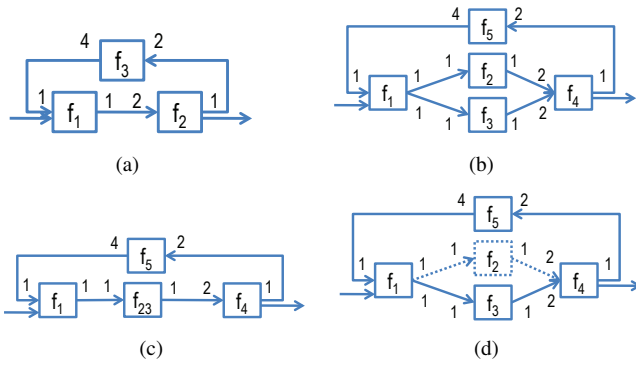 4 f3 2
1 f1 1 2 f2 1
(a)
4 f5 2
1 f1 1 1 f2 1 2 f4 1
1 1 f3 1 2
(b)
4 f5 2
1 f1 1 1 f23 1 2 f4 1
(c)
4 f5 2
1 f1 1 1 f2 1 2 f4 1
1 1 f3 1 2
(d)